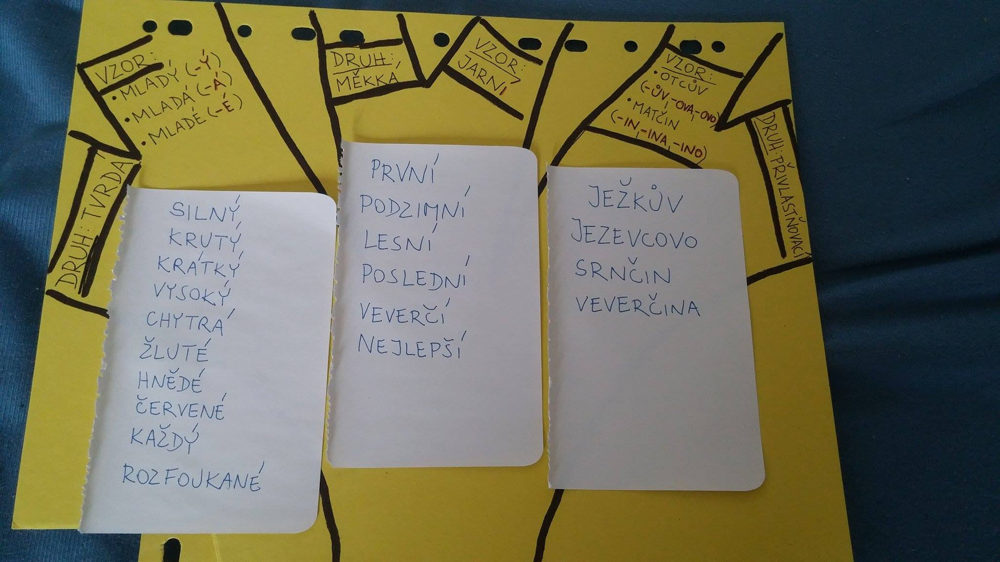 VZOR:
• MLADÝ (-Ý)
• MLADÁ (-Á)
• MLADÉ (-É)
DRUH: TVRDÁ
SILNÝ
KRUTÝ
KRÁTKÝ
VYSOKÝ
CHYTRÁ
ŽLUTÉ
HNĚDÉ
ČERVENÉ
KAŽDÝ
ROZFOUKANÉ
DRUH:
MĚKKÁ
VZOR:
JARNÍ
PRVNÍ
PODZIMNÍ
LESNÍ
POSLEDNÍ
VEVERČÍ
NEJLEPŠÍ
VZOR:
• OTCŮV
(-ŮV, -OVA, -OVO)
• MATČIN
(-IN, -INA, -INO)
DRUH: PŘIVLASTŇOVACÍ
JEŽKŮV
JEZEVCOVO
SRNČIN
VEVERČINA